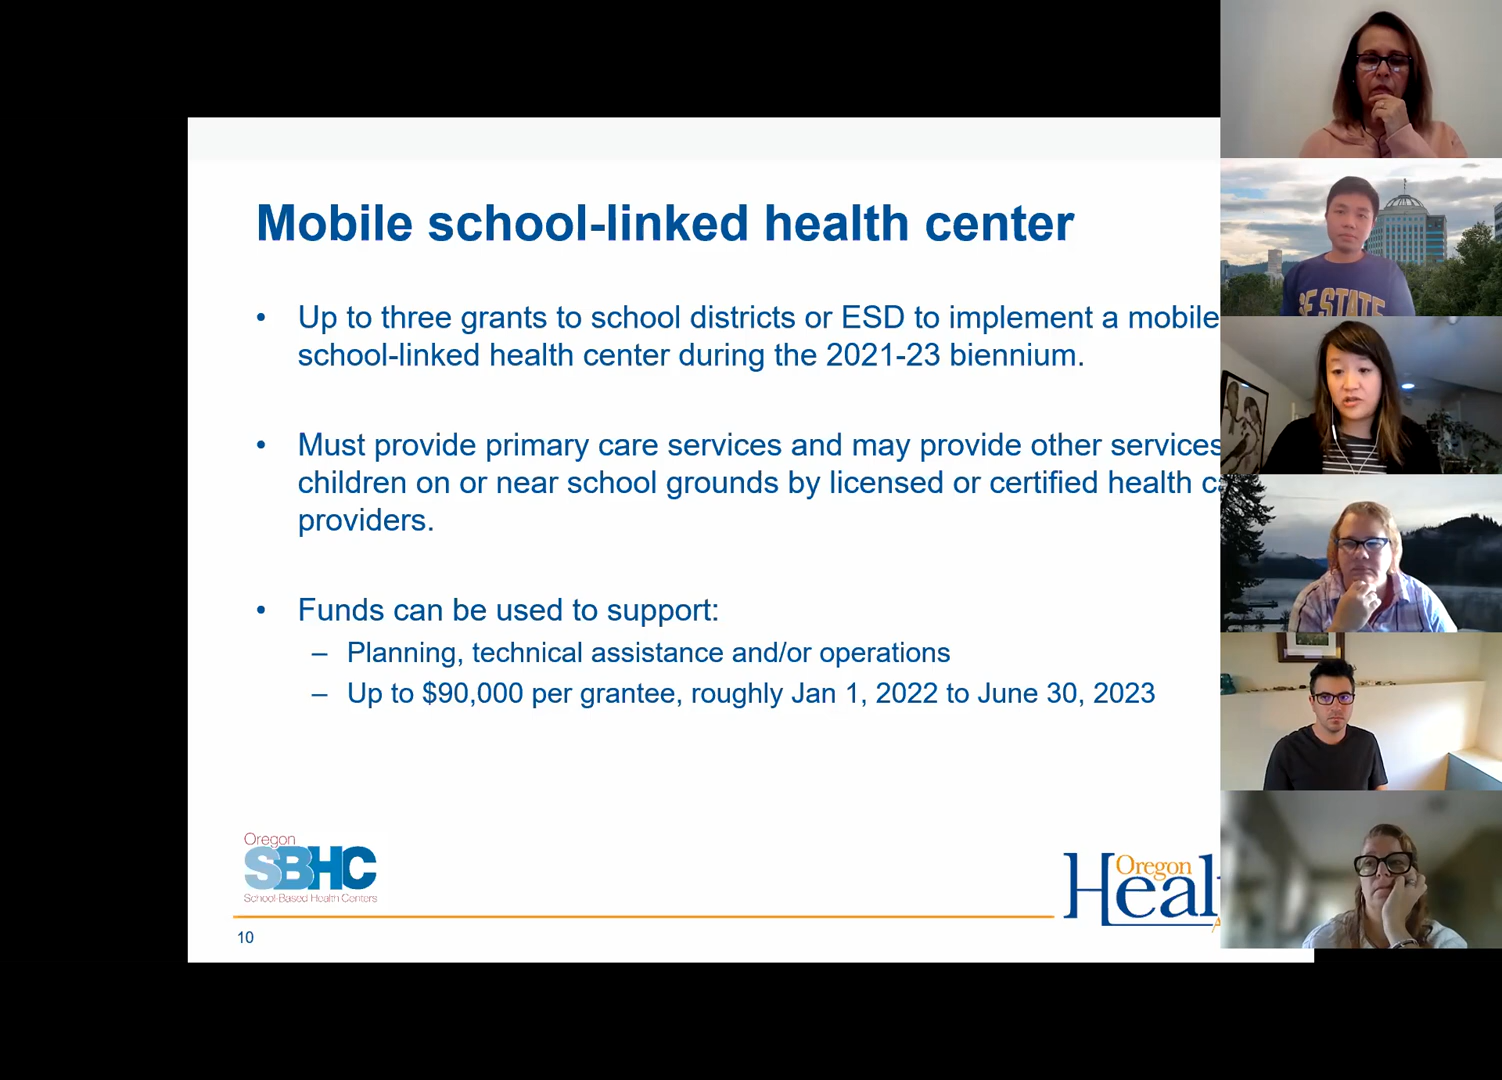 Mobile school-linked health center
• Up to three grants to school districts or ESD to implement a mobile
school-linked health center during the 2021-23 biennium.
• Must provide primary care services and may provide other services
children on or near school grounds by licensed or certified health
providers.
• Funds can be used to support:
– Planning, technical assistance and/or operations
– Up to $90,000 per grantee, roughly Jan 1, 2022 to June 30, 2023
Oregon
SBHC
School-Based Health Centers
Oregon
Heal
10
STATE